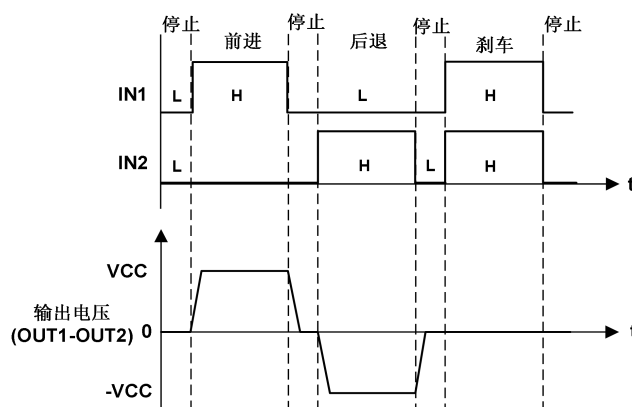 停止 前进 停止 后退 停止 刹车 停止
IN1 L H L H
IN2 L H L H t
VCC
输出电压
(OUT1-OUT2) 0 t
-VCC